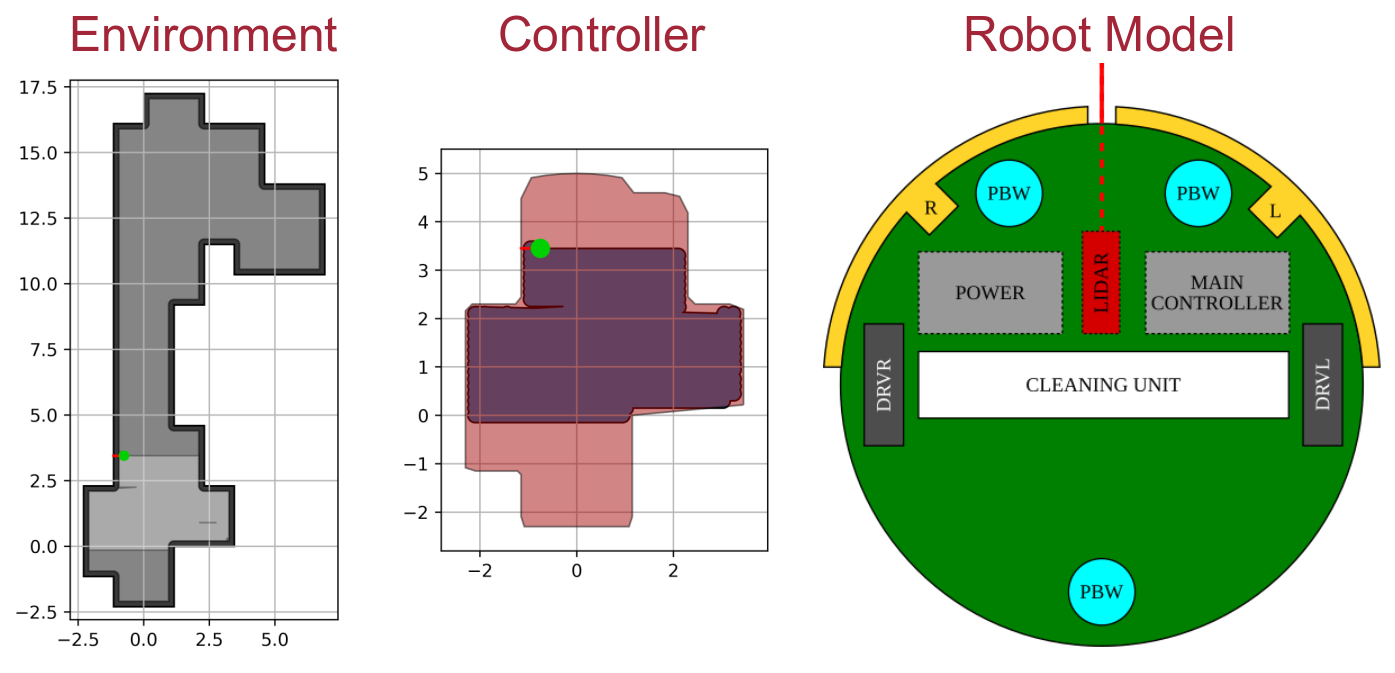 Environment
Controller
Robot Model
17.5
15.0
12.5
10.0
7.5
5.0
2.5
0.0
−2.5
−2.5
0.0
2.5
5.0
5
4
3
2
1
0
−1
−2
−2
0
2
PBW
PBW
R
L
POWER
LIDAR
MAIN
CONTROLLER
DRVR
CLEANING UNIT
DRVL
PBW